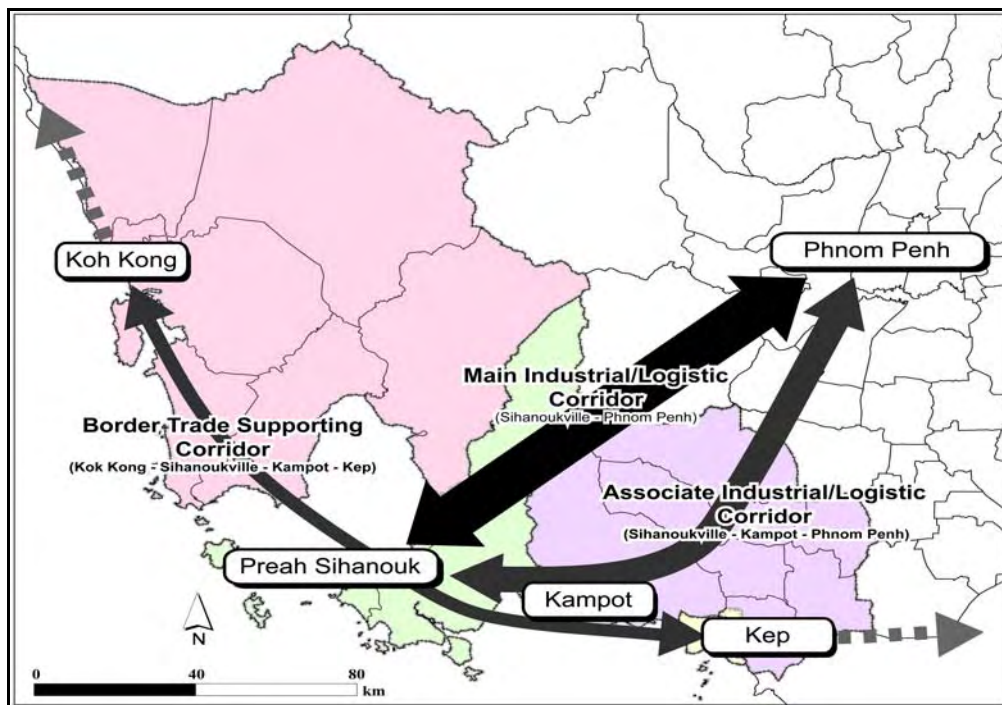 Koh Kong
Phnom Penh
Main Industrial/Logistic
Corridor
(Sihanoukville - Phnom Penh)
Border Trade Supporting
Corridor
(Kok Kong - Sihanoukville - Kampot - Kep)
Associate Industrial/Logistic
Corridor
(Sihanoukville - Kampot - Phnom Penh)
Preah Sihanouk
Kampot
Kep
N
0 40 80
km